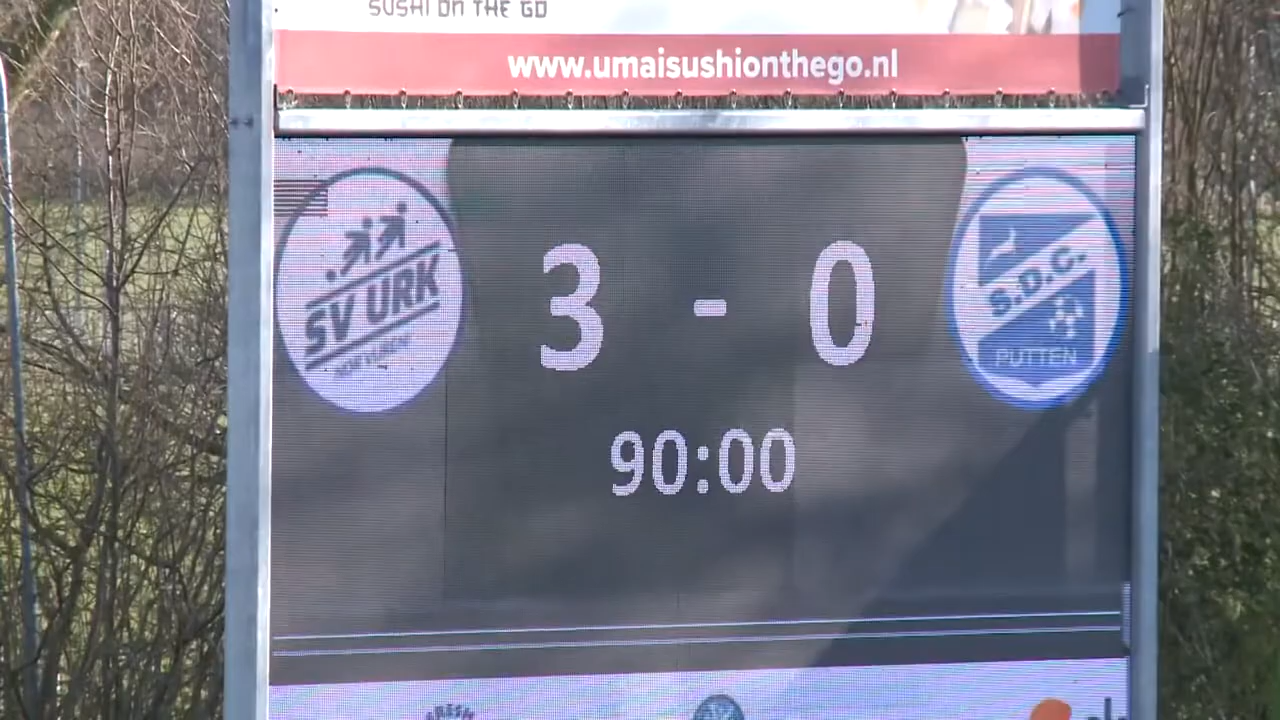 SUSHI ON THE GO
www.umaisushionthego.nl
SV URK
3 - 0
S.D.C.
PUTTEN
90:00